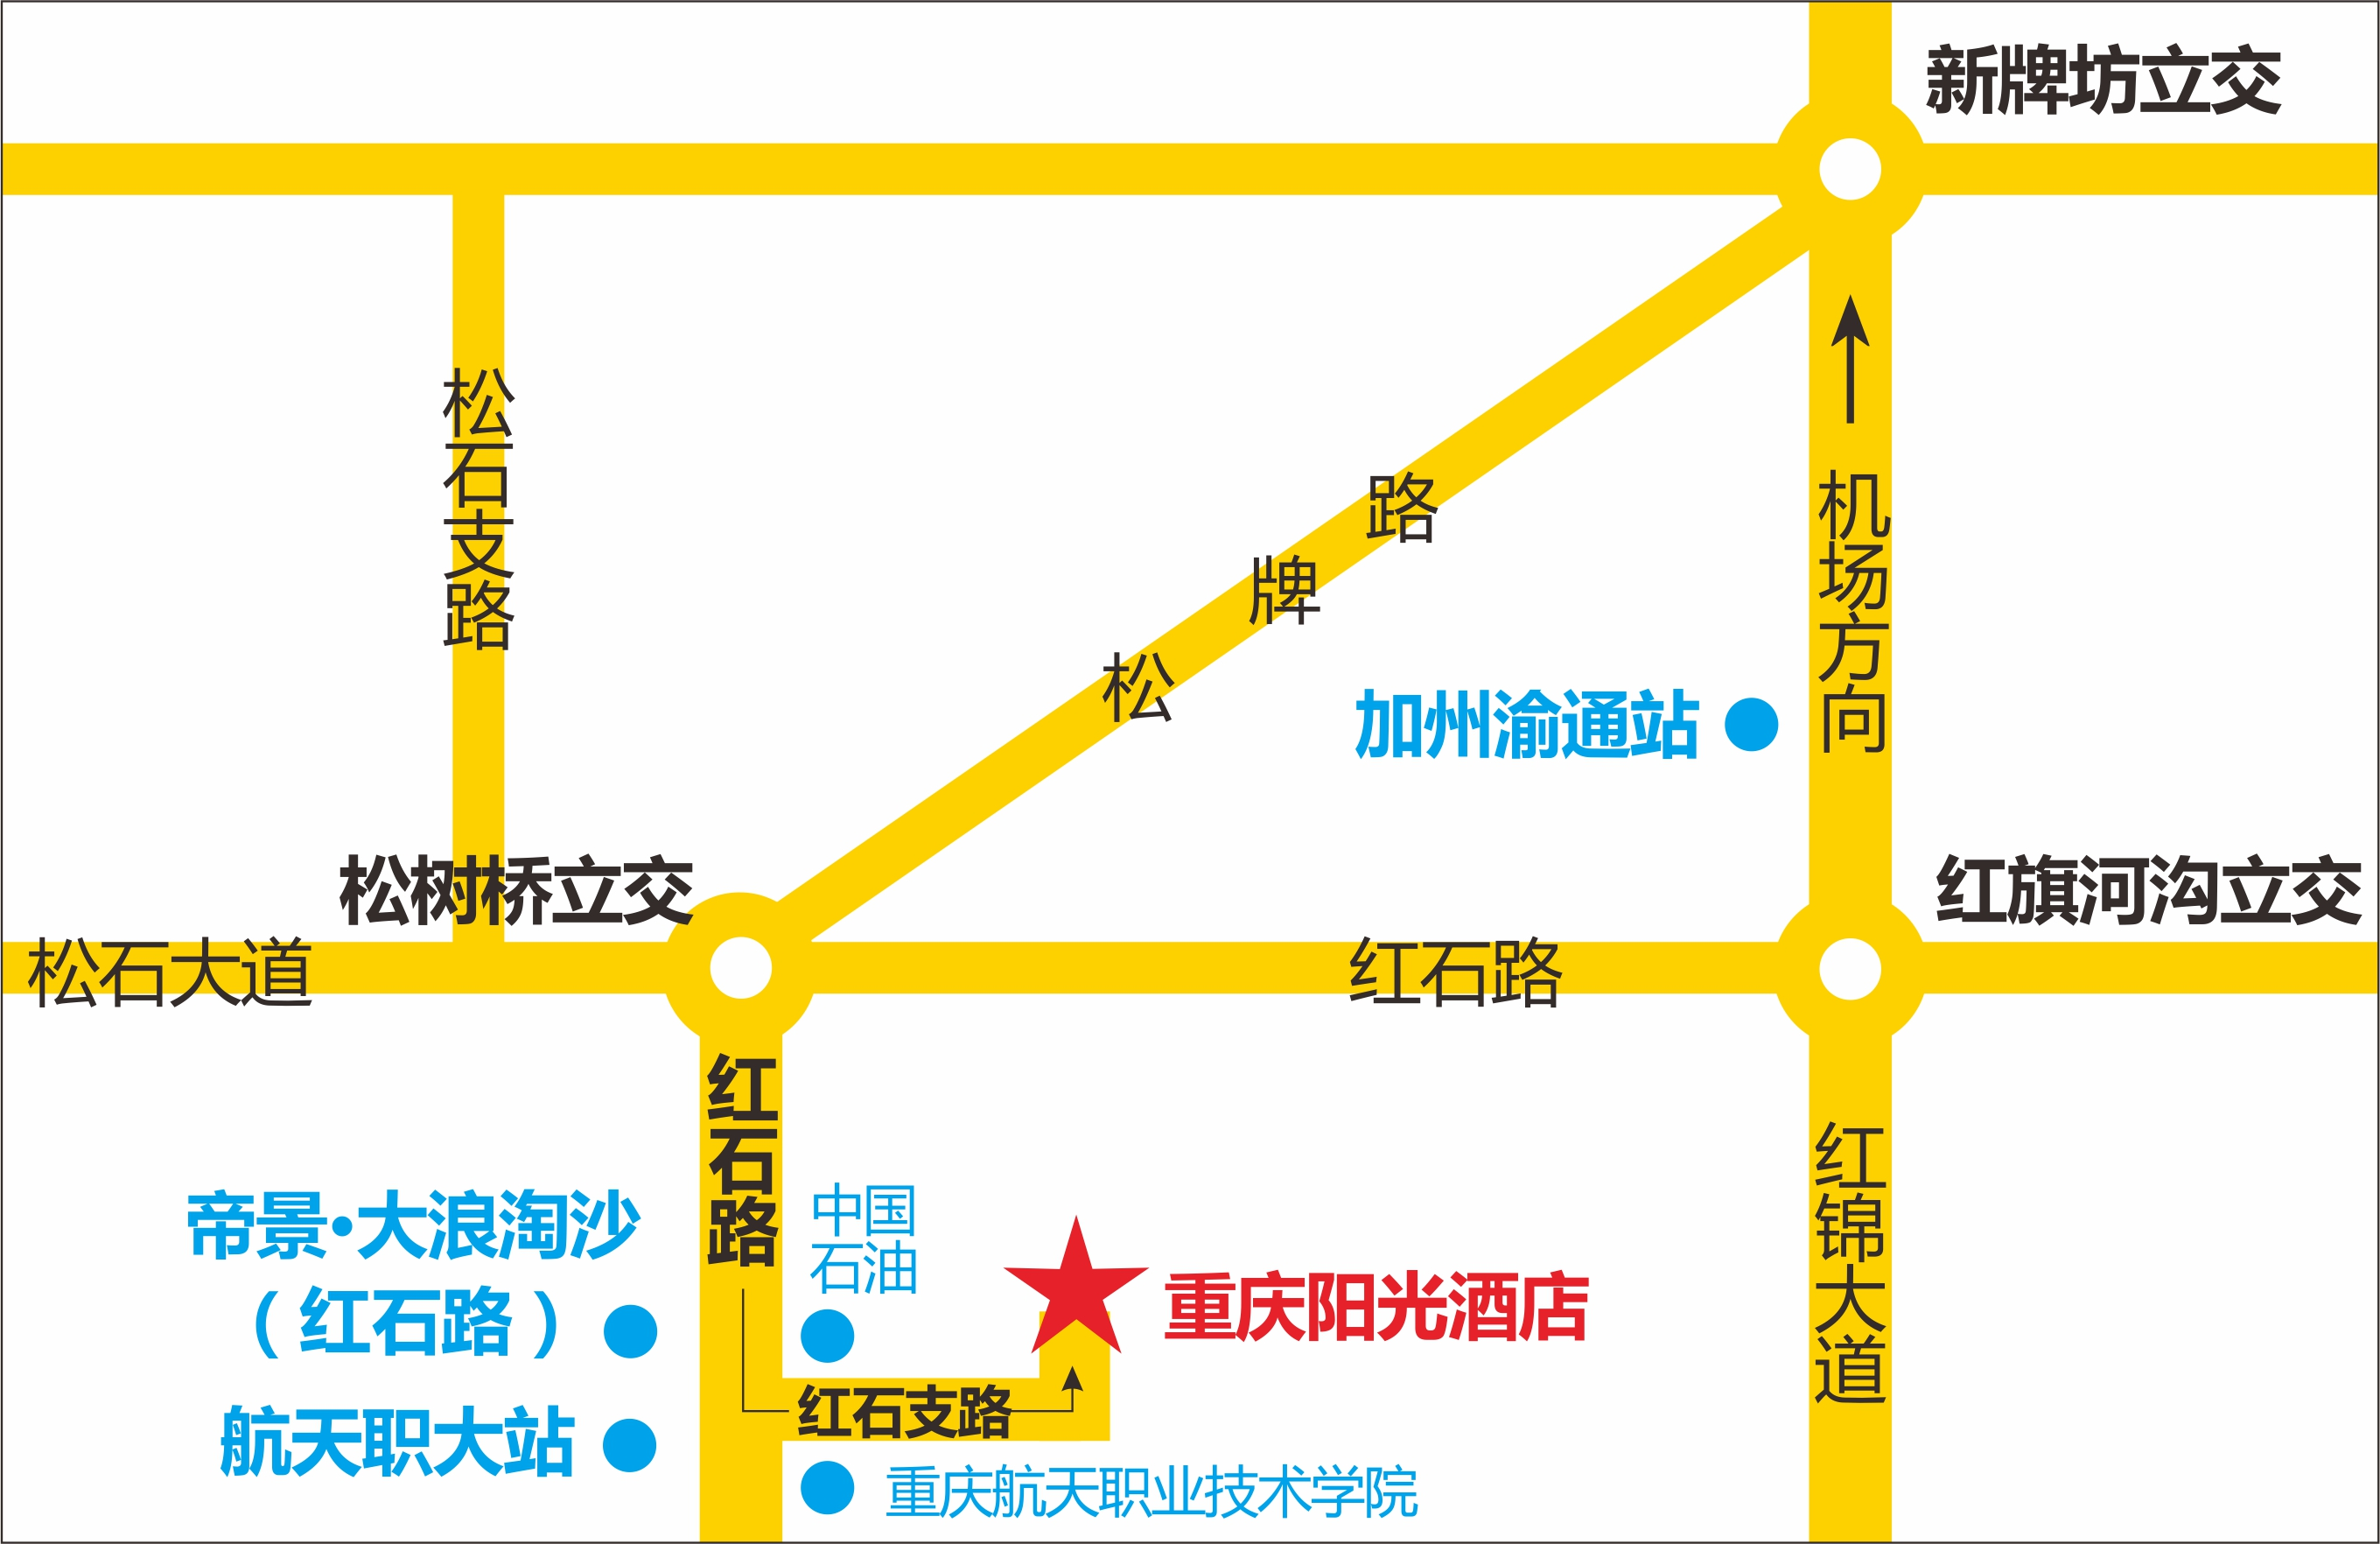 新牌坊立交
松石支路
松牌路
机场方向
加州渝通站
松树桥立交
红锦河沟立交
松石大道
红石路
红石路
红锦大道
帝景·大浪淘沙
（红石路）
中国
石油
重庆阳光酒店
红石支路
航天职大站
重庆航天职业技术学院